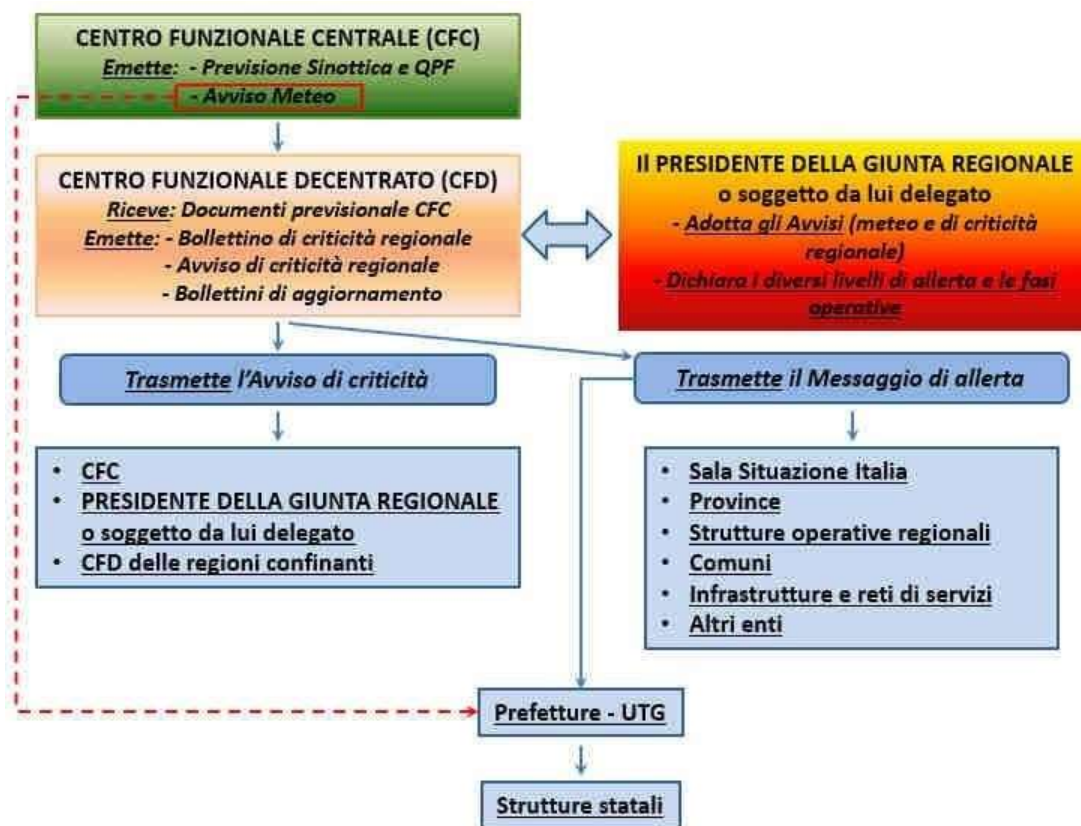 CENTRO FUNZIONALE CENTRALE (CFC)
Emette: - Previsione Sinottica e QPF
- Avviso Meteo
CENTRO FUNZIONALE DECENTRATO (CFD)
Riceve: Documenti previsionale CFC
Emette: - Bollettino di criticità regionale
- Avviso di criticità regionale
- Bollettini di aggiornamento
Il PRESIDENTE DELLA GIUNTA REGIONALE
o soggetto da lui delegato
- Adotta gli Avvisi (meteo e di criticità
regionale)
- Dichiara i diversi livelli di allerta e le fasi
operative
Trasmette l'Avviso di criticità
Trasmette il Messaggio di allerta
• CFC
• PRESIDENTE DELLA GIUNTA REGIONALE
o soggetto da lui delegato
• CFD delle regioni confinanti
• Sala Situazione Italia
• Province
• Strutture operative regionali
• Comuni
• Infrastrutture e reti di servizi
• Altri enti
Prefetture - UTG
Strutture statali